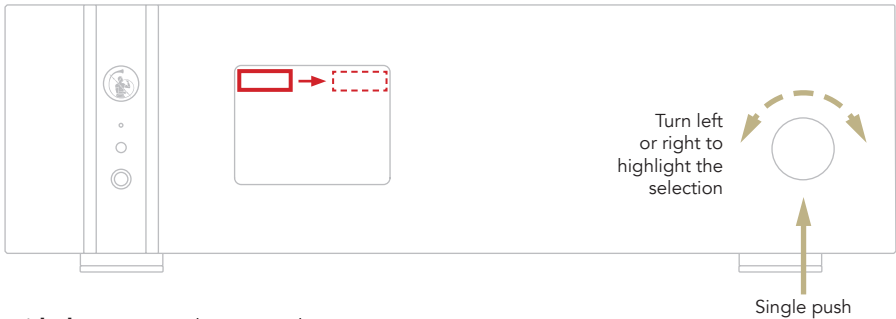 Turn left
or right to
highlight the
selection
Single push